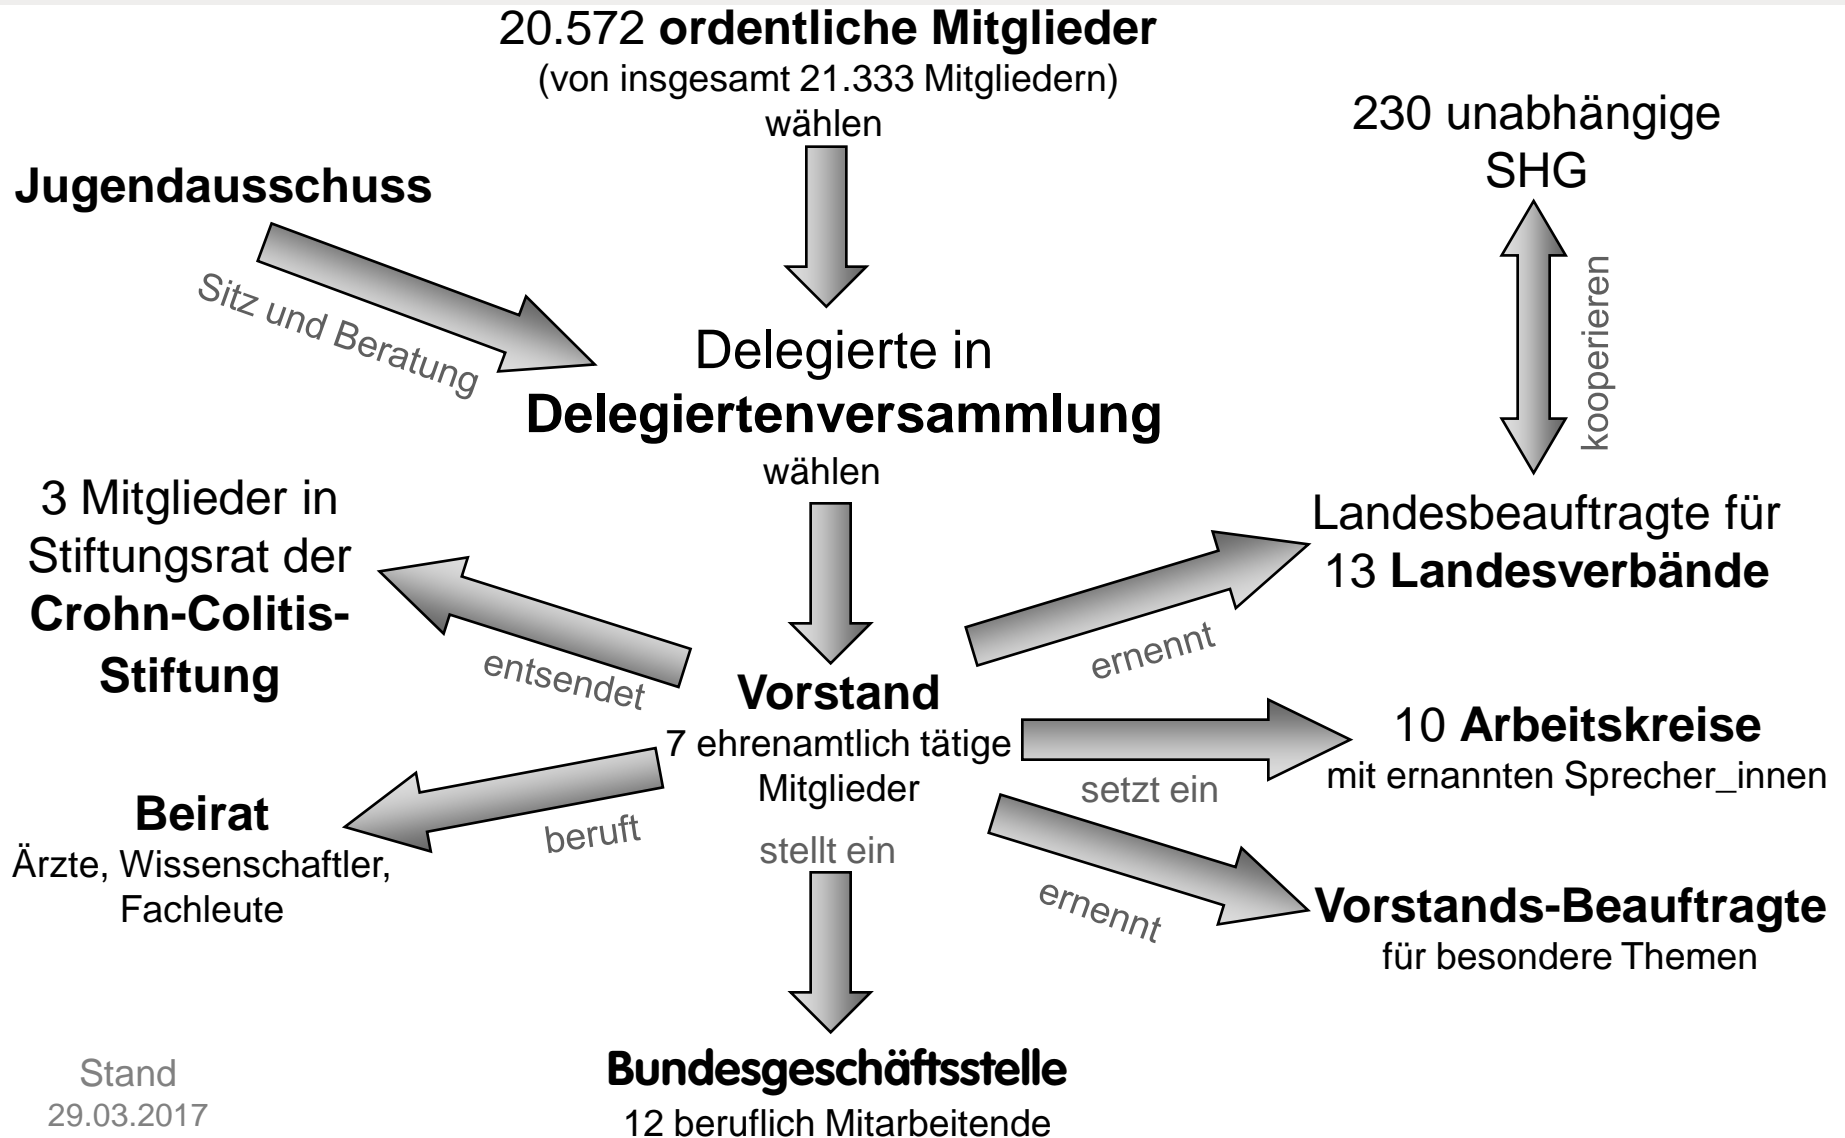 20.572 ordentliche Mitglieder
(von insgesamt 21.333 Mitgliedern)
wählen
230 unabhängige
SHG
kooperieren
Jugendausschuss
Sitz und Beratung
Delegierte in
Delegiertenversammlung
wählen
3 Mitglieder in
Stiftungsrat der
Crohn-Colitis-
Stiftung
entsendet
Landesbeauftragte für
13 Landesverbände
ernennt
Vorstand
7 ehrenamtlich tätige
Mitglieder
10 Arbeitskreise
mit ernannten Sprecher_innen
setzt ein
Beirat
Ärzte, Wissenschaftler,
Fachleute
beruft
stellt ein
ernennt
Vorstands-Beauftragte
für besondere Themen
Bundesgeschäftsstelle
12 beruflich Mitarbeitende
Stand
29.03.2017